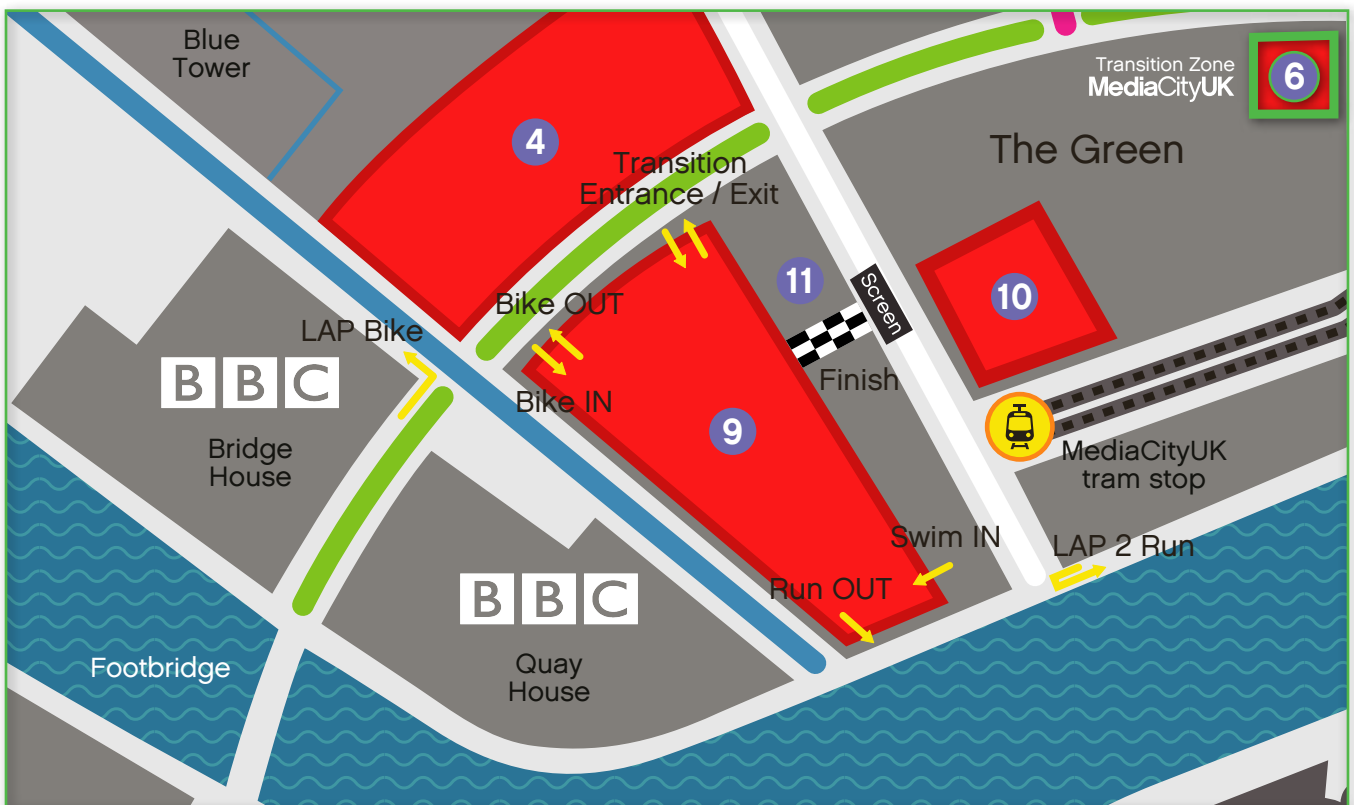 Blue
Tower
Transition Zone
MediaCityUK
6
4
The Green
Transition
Entrance / Exit
11
Screen
10
Bike OUT
LAP Bike
BBC
Bike IN
Finish
9
Bridge
House
MediaCityUK
tram stop
Swim IN
LAP 2 Run
Run OUT
BBC
Footbridge
Quay
House